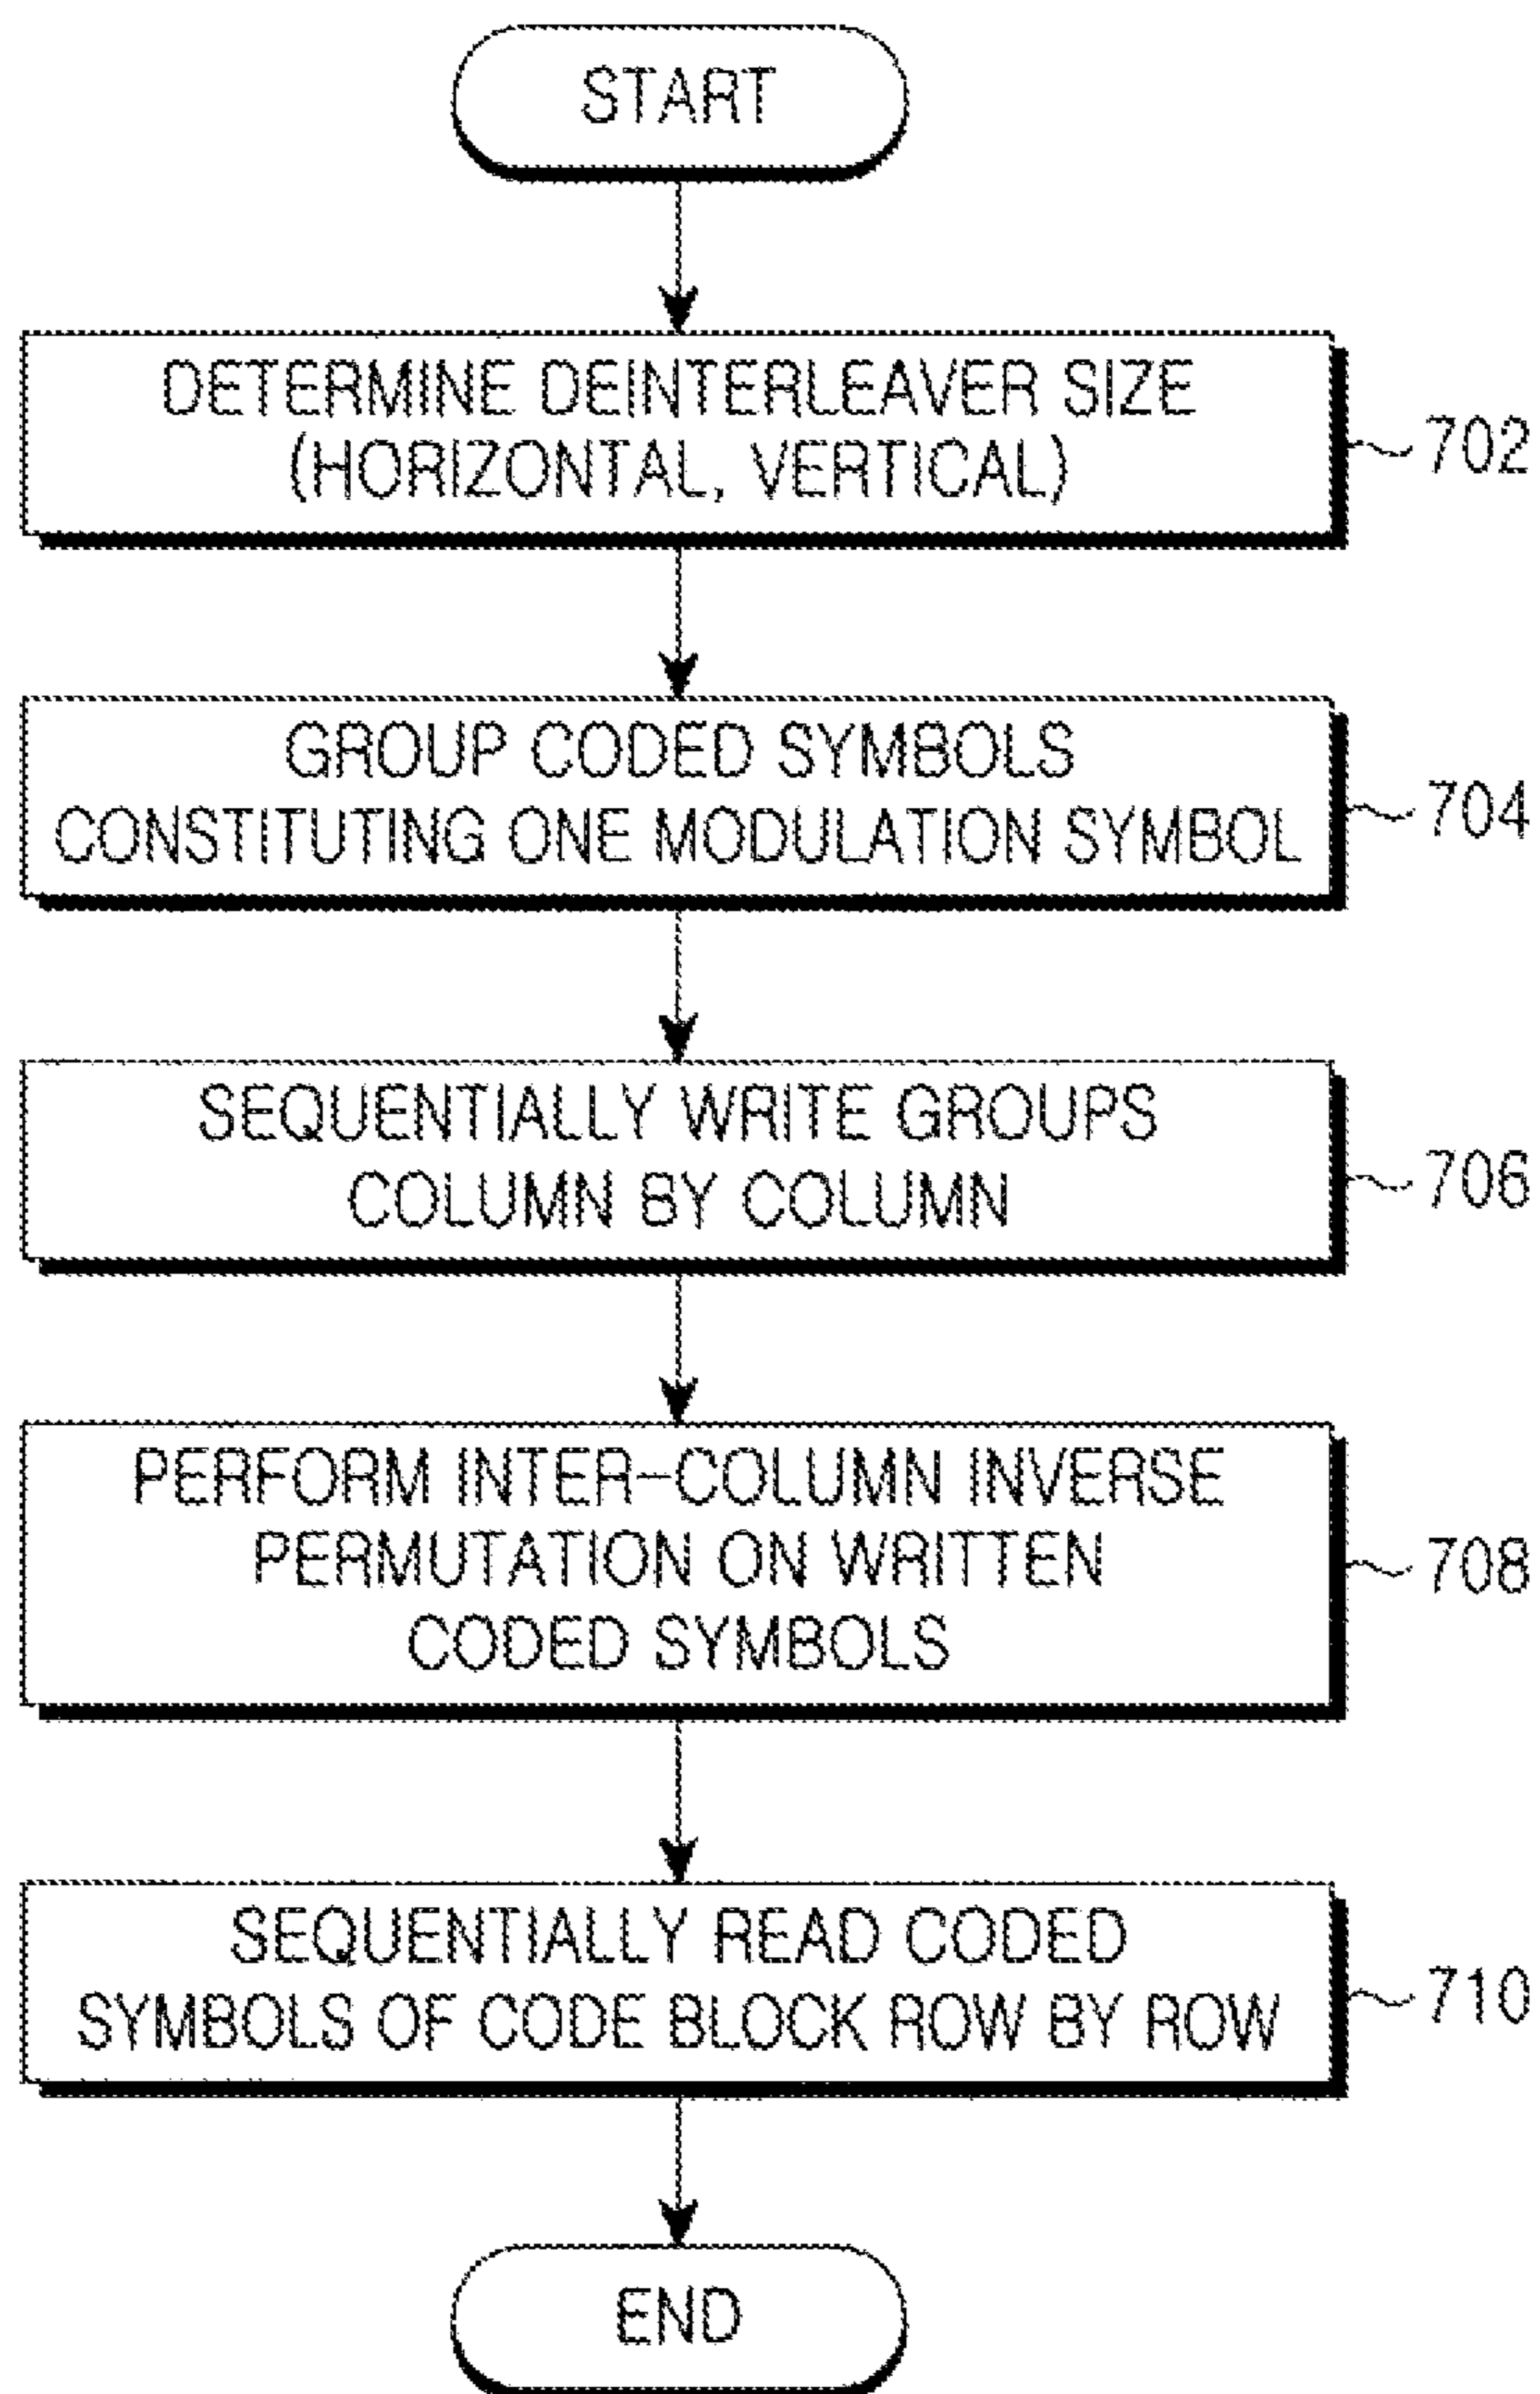 START
DETERMINE DEINTERLEAVER SIZE
(HORIZONTAL, VERTICAL)
702
GROUP CODED SYMBOLS
CONSTITUTING ONE MODULATION SYMBOL
704
SEQUENTIALLY WRITE GROUPS
COLUMN BY COLUMN
706
PERFORM INTER-COLUMN INVERSE
PERMUTATION ON WRITTEN
CODED SYMBOLS
708
SEQUENTIALLY READ CODED
SYMBOLS OF CODE BLOCK ROW BY ROW
710
END